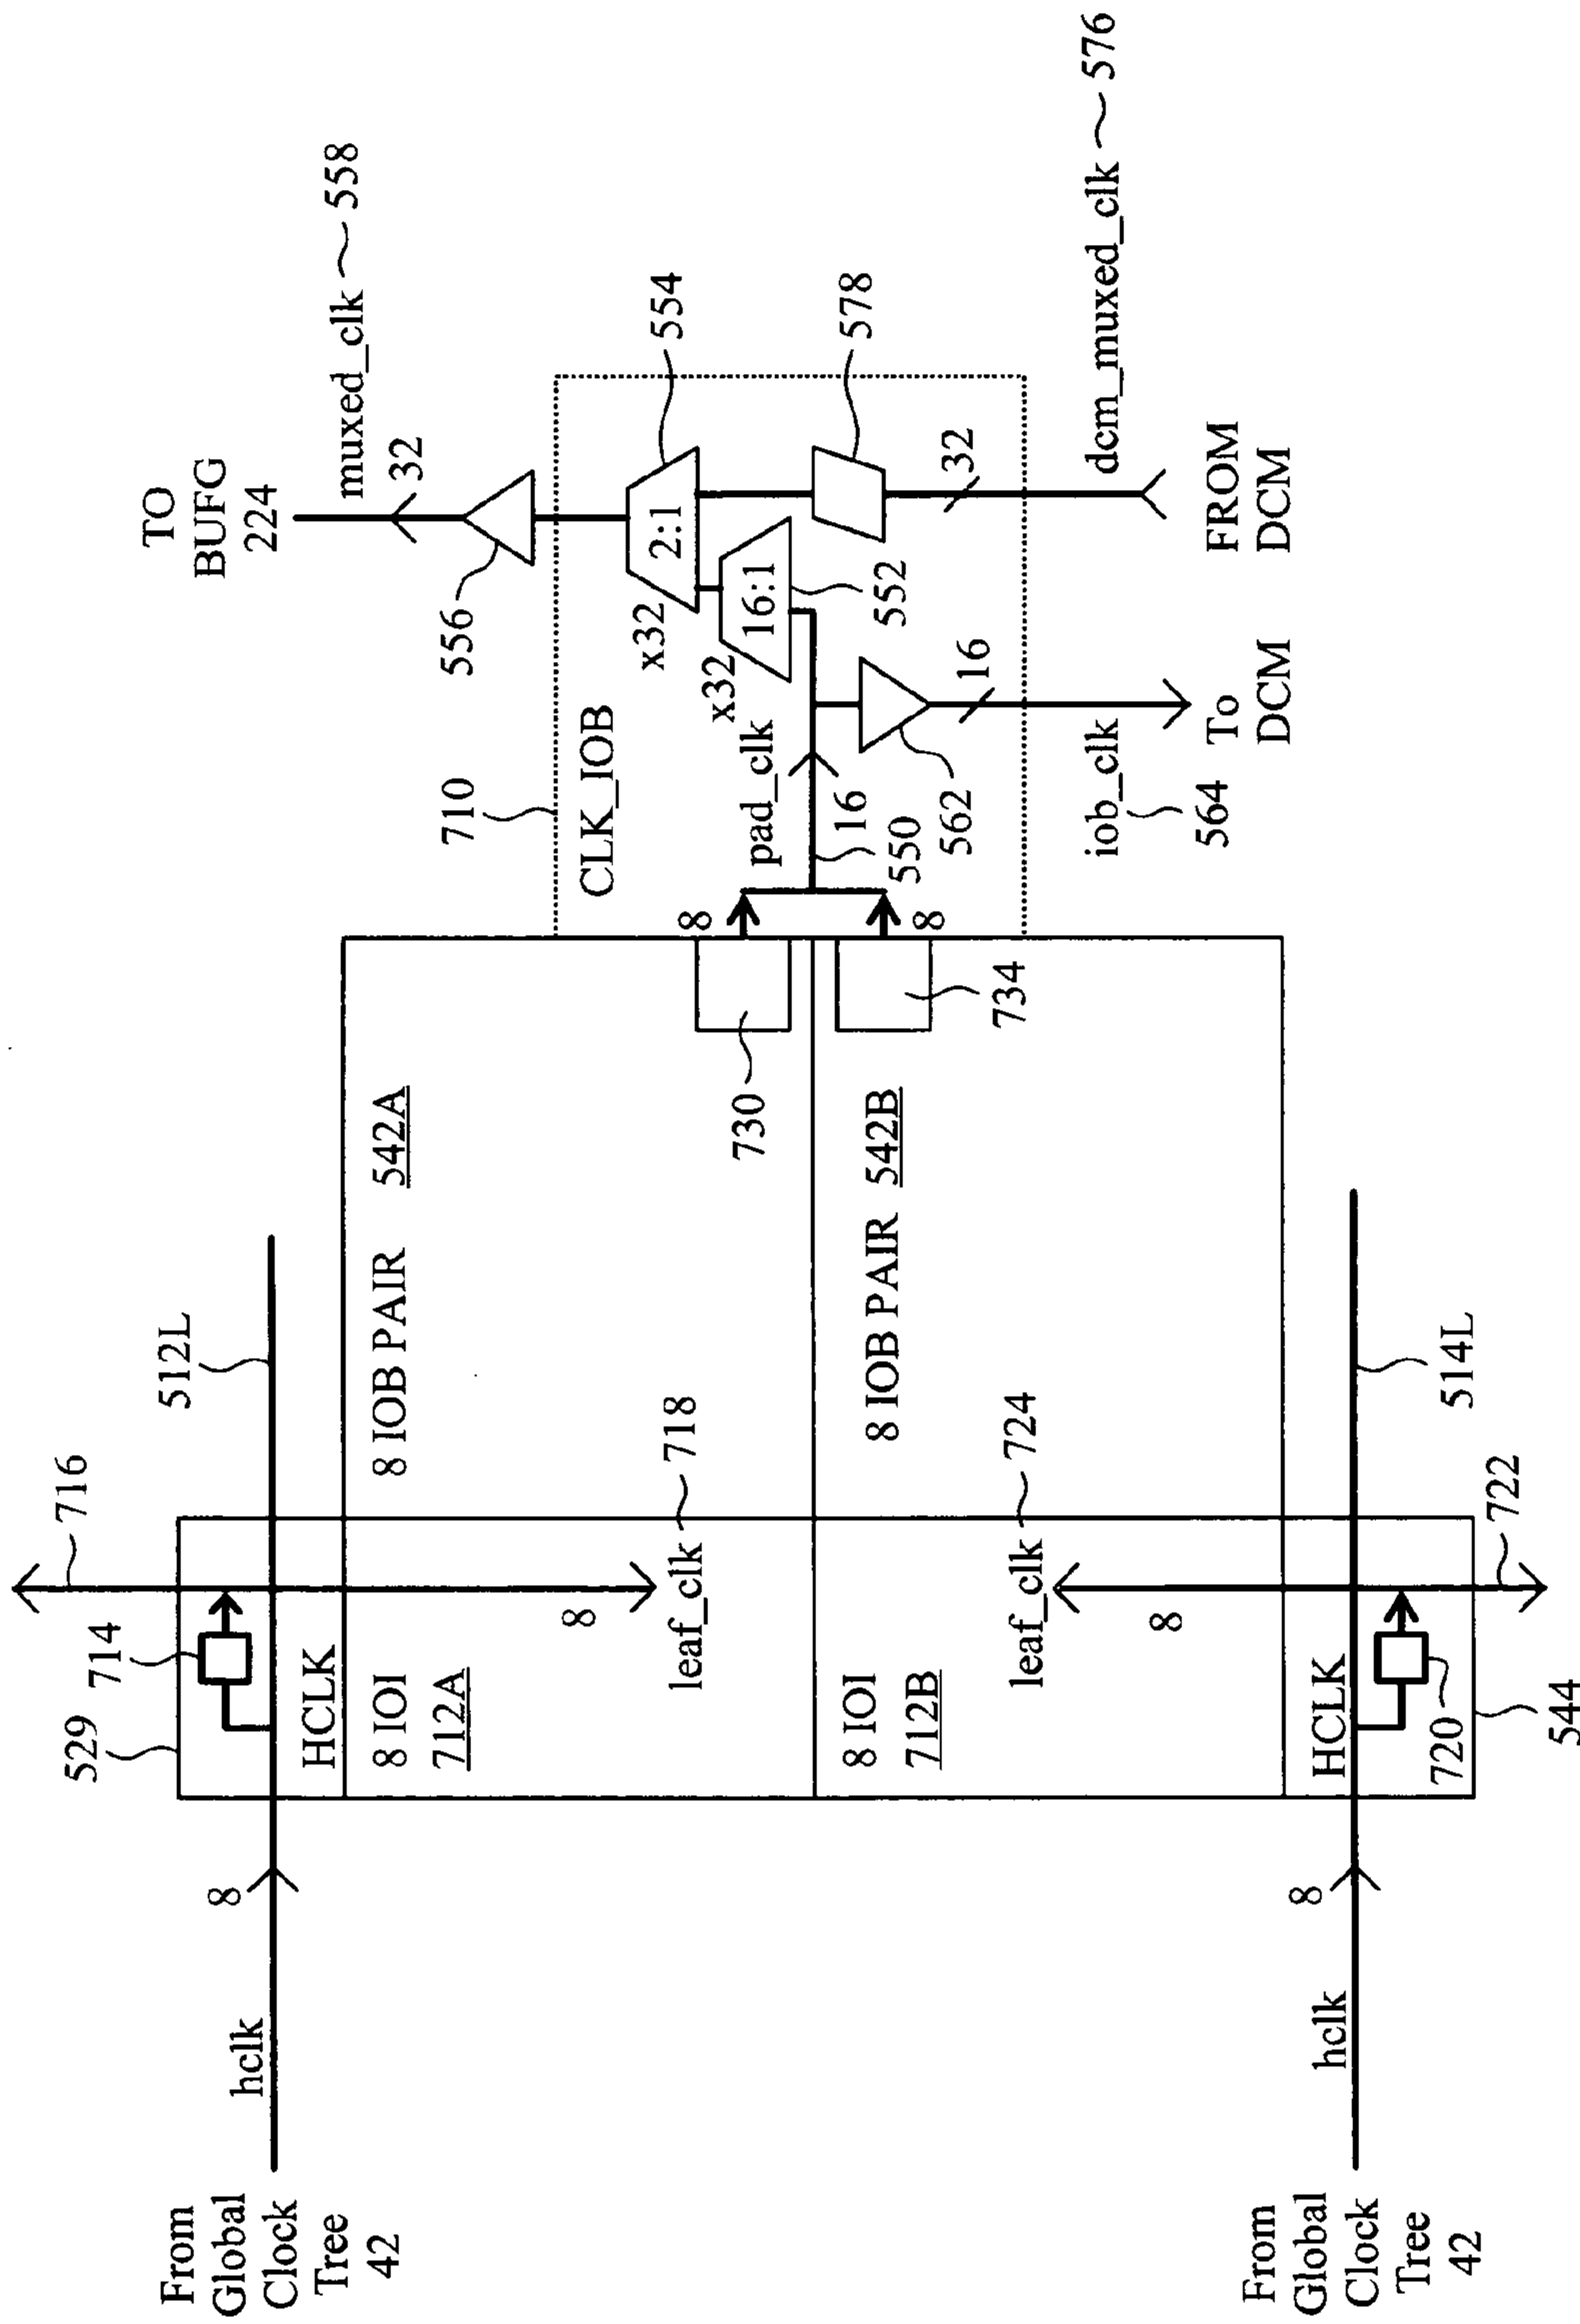 From
Global
Clock
Tree
42
hclk
8
529
714
716
HCLK
512L
8 IOI
712A
8
leaf_clk
718
8 IOB PAIR
542A
730
8
710
CLK_IOB
pad_clk
16
550
x32
16:1
552
x32
2:1
554
556
TO
BUFG
224
32
muxed_clk
558
578
32
dcm_muxed_clk
576
FROM
DCM
562
16
iob_clk
564
To
DCM
8 IOI
712B
8
leaf_clk
724
8 IOB PAIR
542B
734
8
From
Global
Clock
Tree
42
hclk
8
HCLK
720
544
722
514L